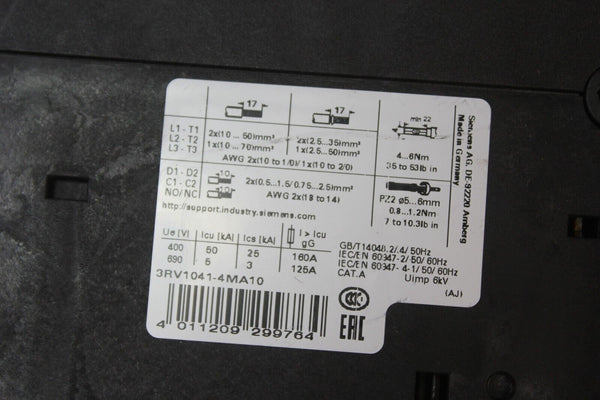 17
17
min 22
L1 - T1
L2 - T2
L3 - T3
2x(10 ... 50)mm²
1x(10 ... 70)mm²
2x(2.5...35)mm²
1x(2.5...50)mm²
AWG 2x(10 to 1/0)/1x(10 to 2/0)
4...6Nm
35 to 53lb in
D1 - D2
C1 - C2
NO/NC
10
10
2x(0.5...1.5/0.75...2.5)mm²
AWG 2x(18 to 14)
PZ2 ø5...6mm
0.8...1.2Nm
7 to 10.3lb in
http://support.industry.siemens.com
Siemens AG, DE-92220 Amberg
Made in Germany
Ue [V] Icu [kA] Ics [kA] I > Icu gG
400 50 25 160A
690 5 3 125A
GB/T14048.2/.4/ 50Hz
IEC/EN 60947-2/ 50/ 60Hz
IEC/EN 60947-4-1/ 50/ 60Hz
CAT.A Uimp 6kV
3RV1041-4MA10
(AJ)
4 011209 299764
CCC
EAC